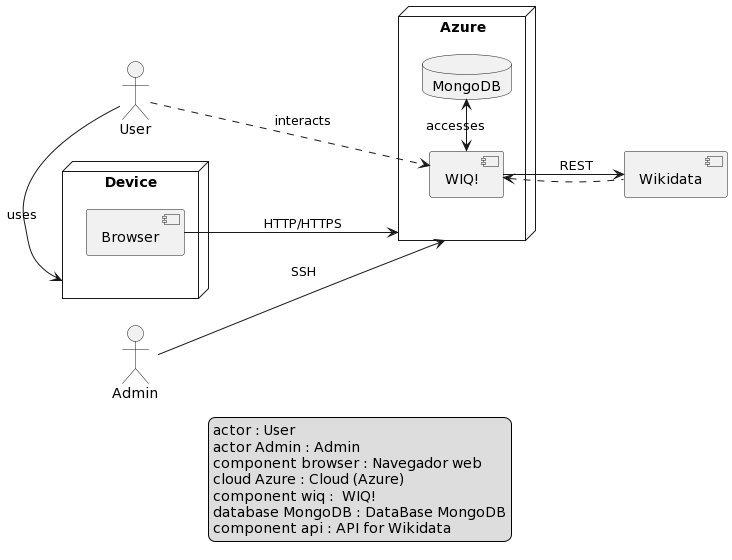 Azure
MongoDB
User
interacts
accesses
WIQ!
REST
Wikidata
Device
uses
Browser
HTTP/HTTPS
SSH
Admin
actor : User
actor Admin : Admin
component browser : Navegador web
cloud Azure : Cloud (Azure)
component wiq :  WIQ!
database MongoDB : DataBase MongoDB
component api : API for Wikidata